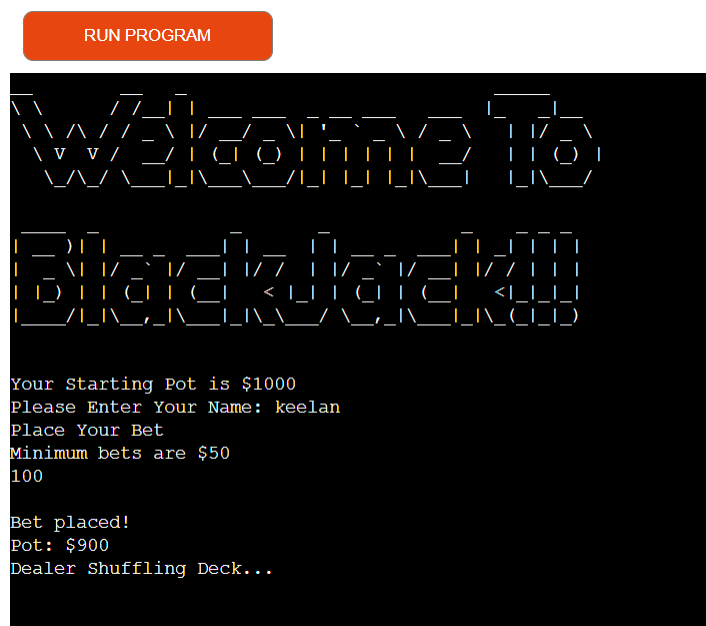 RUN PROGRAM
Welcome To
BlackJack!!!
Your Starting Pot is $1000
Please Enter Your Name: keelan
Place Your Bet
Minimum bets are $50
100
Bet placed!
Pot: $900
Dealer Shuffling Deck...